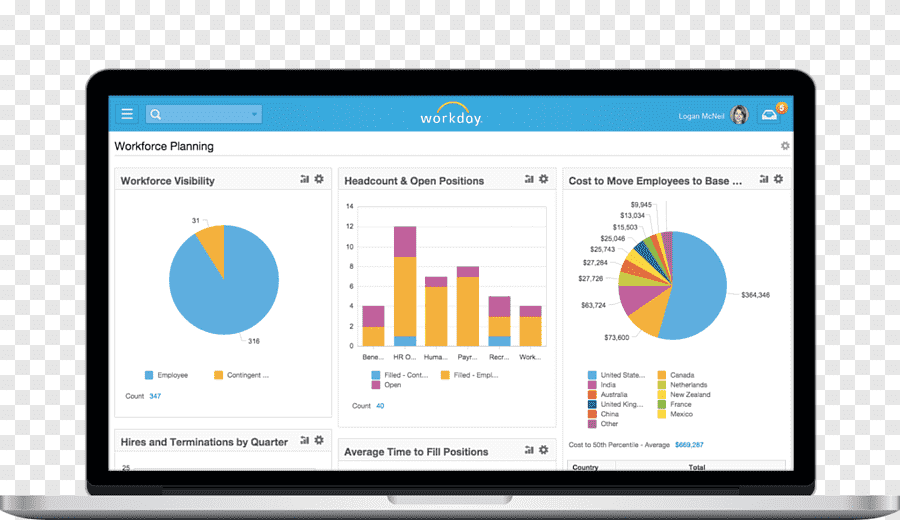 workday.
Logan McNeil
5
Workforce Planning
Workforce Visibility
31
316
Employee
Contingent ...
Count 347
Headcount & Open Positions
14
12
10
8
6
4
2
0
Bene...
HR O...
Huma...
Payr...
Recr...
Work...
Filled - Cont...
Filled - Empl...
Open
Count 40
Cost to Move Employees to Base ...
$9,945
$13,034
$15,503
$25,046
$25,743
$27,284
$27,726
$63,724
$73,600
$364,346
United State...
Canada
India
Netherlands
Australia
New Zealand
United King...
France
China
Mexico
Other
Cost to 50th Percentile - Average $669,287
Hires and Terminations by Quarter
25
Average Time to Fill Positions
Country
Total